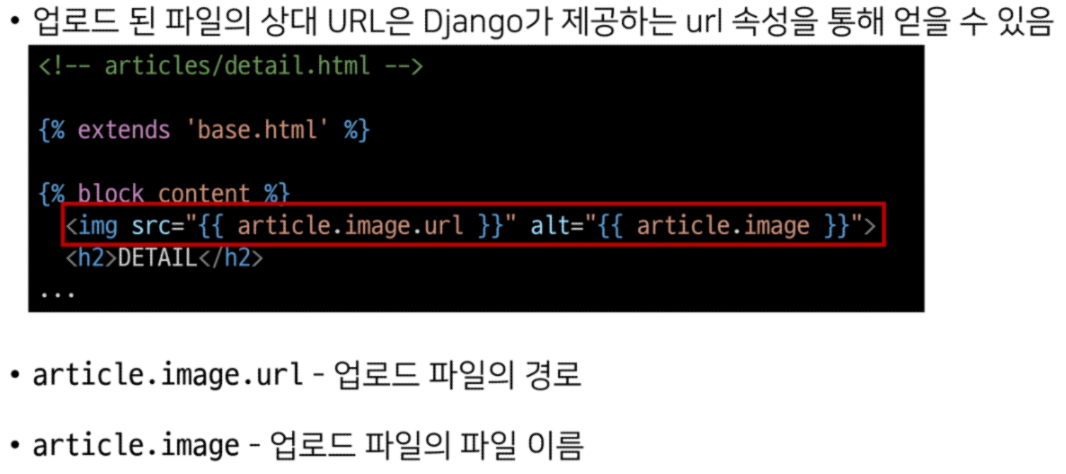 • 업로드 된 파일의 상대 URL은 Django가 제공하는 url 속성을 통해 얻을 수 있음
<!-- articles/detail.html -->
{% extends 'base.html' %}
{% block content %}
<img src="{{ article.image.url }}" alt="{{ article.image }}">
<h2>DETAIL</h2>
...
• article.image.url - 업로드 파일의 경로
• article.image - 업로드 파일의 파일 이름